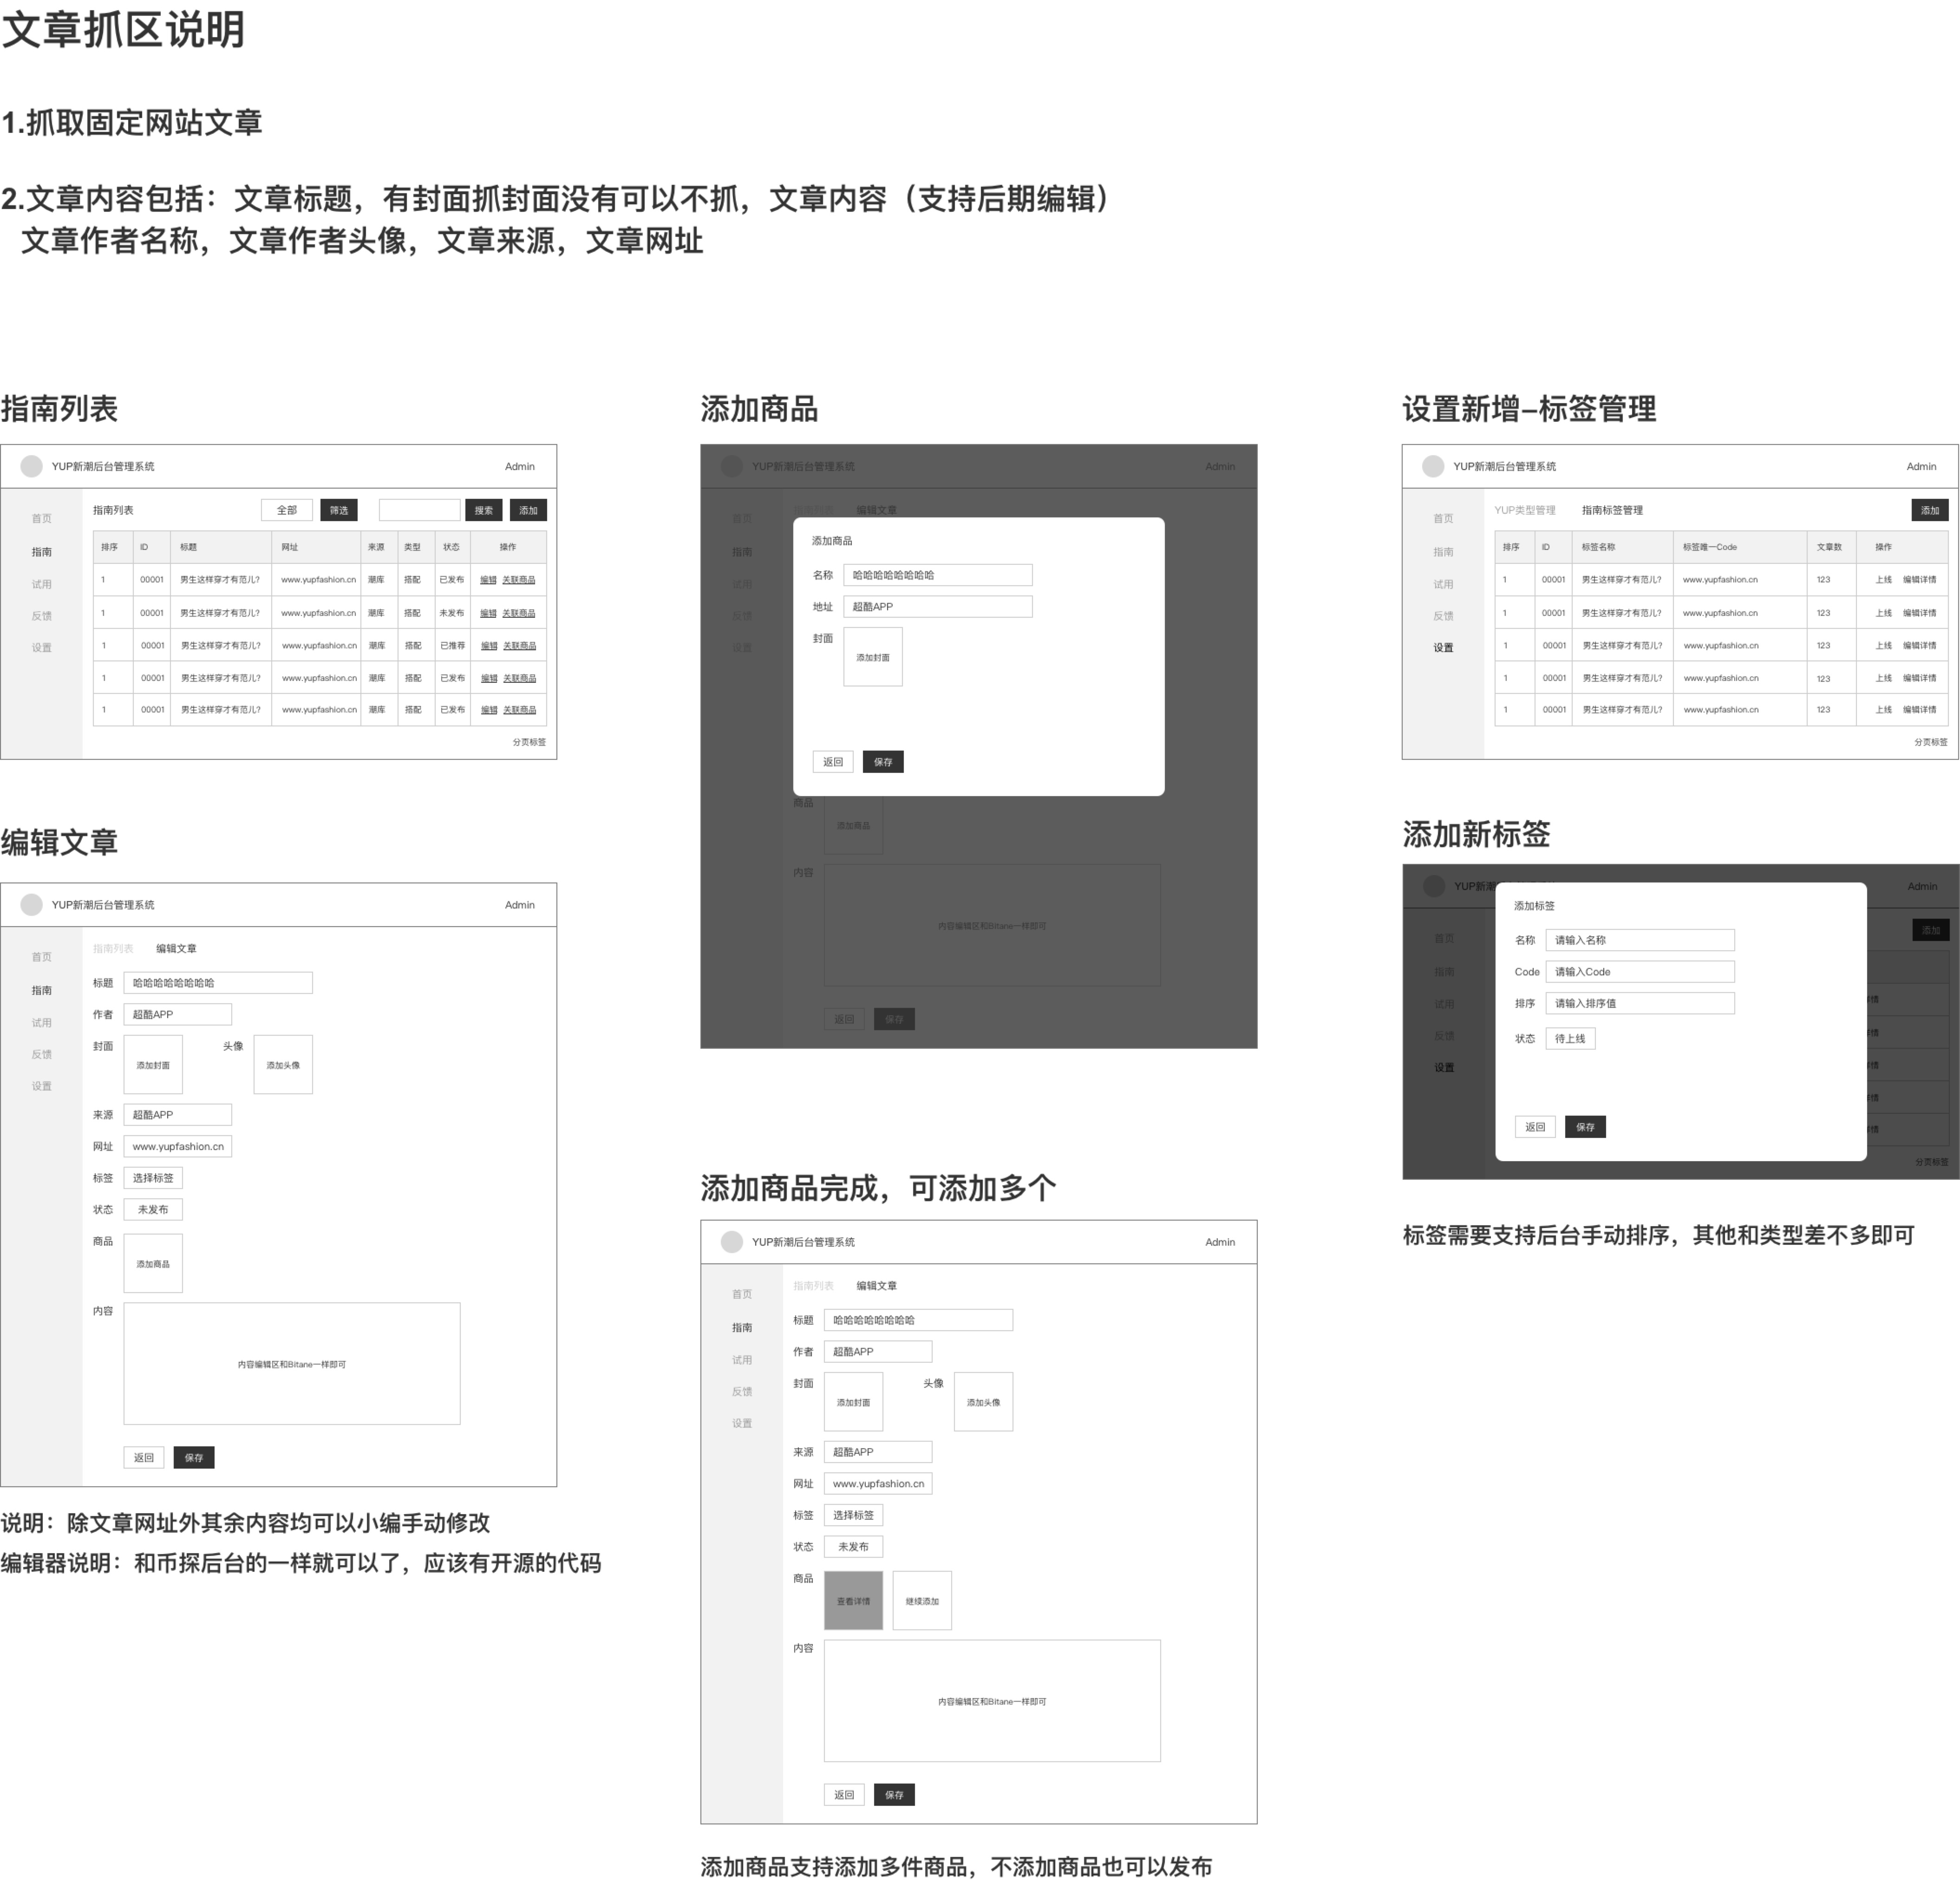 文章抓区说明
1.抓取固定网站文章
2.文章内容包括：文章标题，有封面抓封面没有可以不抓，文章内容（支持后期编辑）
文章作者名称，文章作者头像，文章来源，文章网址
指南列表
YUP新潮后台管理系统 Admin
首页
指南
试用
反馈
设置
指南列表 全部 筛选 搜索 添加
排序 ID 标题 网址 来源 类型 状态 操作
1 00001 男生这样穿才有范儿？ www.yupfashion.cn 潮库 搭配 已发布 编辑 关联商品
1 00001 男生这样穿才有范儿？ www.yupfashion.cn 潮库 搭配 未发布 编辑 关联商品
1 00001 男生这样穿才有范儿？ www.yupfashion.cn 潮库 搭配 已推荐 编辑 关联商品
1 00001 男生这样穿才有范儿？ www.yupfashion.cn 潮库 搭配 已发布 编辑 关联商品
1 00001 男生这样穿才有范儿？ www.yupfashion.cn 潮库 搭配 已发布 编辑 关联商品
分页标签
编辑文章
YUP新潮后台管理系统 Admin
首页
指南
试用
反馈
设置
指南列表 编辑文章
标题 哈哈哈哈哈哈哈哈
作者 超酷APP
封面 添加封面 头像 添加头像
来源 超酷APP
网址 www.yupfashion.cn
标签 选择标签
状态 未发布
商品 添加商品
内容 内容编辑区和Bitane一样即可
返回 保存
说明：除文章网址外其余内容均可以小编手动修改
编辑器说明：和币探后台的一样就可以了，应该有开源的代码
添加商品
YUP新潮后台管理系统 Admin
首页
指南
试用
反馈
设置
指南列表 编辑文章
添加商品
名称 哈哈哈哈哈哈哈哈
地址 超酷APP
封面 添加封面
返回 保存
商品 添加商品
内容 内容编辑区和Bitane一样即可
返回 保存
添加商品完成，可添加多个
YUP新潮后台管理系统 Admin
首页
指南
试用
反馈
设置
指南列表 编辑文章
标题 哈哈哈哈哈哈哈哈
作者 超酷APP
封面 添加封面 头像 添加头像
来源 超酷APP
网址 www.yupfashion.cn
标签 选择标签
状态 未发布
商品 查看详情 继续添加
内容 内容编辑区和Bitane一样即可
返回 保存
添加商品支持添加多件商品，不添加商品也可以发布
设置新增–标签管理
YUP新潮后台管理系统 Admin
首页
指南
试用
反馈
设置
YUP类型管理 指南标签管理 添加
排序 ID 标签名称 标签唯一Code 文章数 操作
1 00001 男生这样穿才有范儿？ www.yupfashion.cn 123 上线 编辑详情
1 00001 男生这样穿才有范儿？ www.yupfashion.cn 123 上线 编辑详情
1 00001 男生这样穿才有范儿？ www.yupfashion.cn 123 上线 编辑详情
1 00001 男生这样穿才有范儿？ www.yupfashion.cn 123 上线 编辑详情
1 00001 男生这样穿才有范儿？ www.yupfashion.cn 123 上线 编辑详情
分页标签
添加新标签
YUP新潮 Admin
首页
指南
试用
反馈
设置
添加
添加标签
名称 请输入名称
Code 请输入Code
排序 请输入排序值
状态 待上线
返回 保存
情
情
情
情
情
分页标签
标签需要支持后台手动排序，其他和类型差不多即可